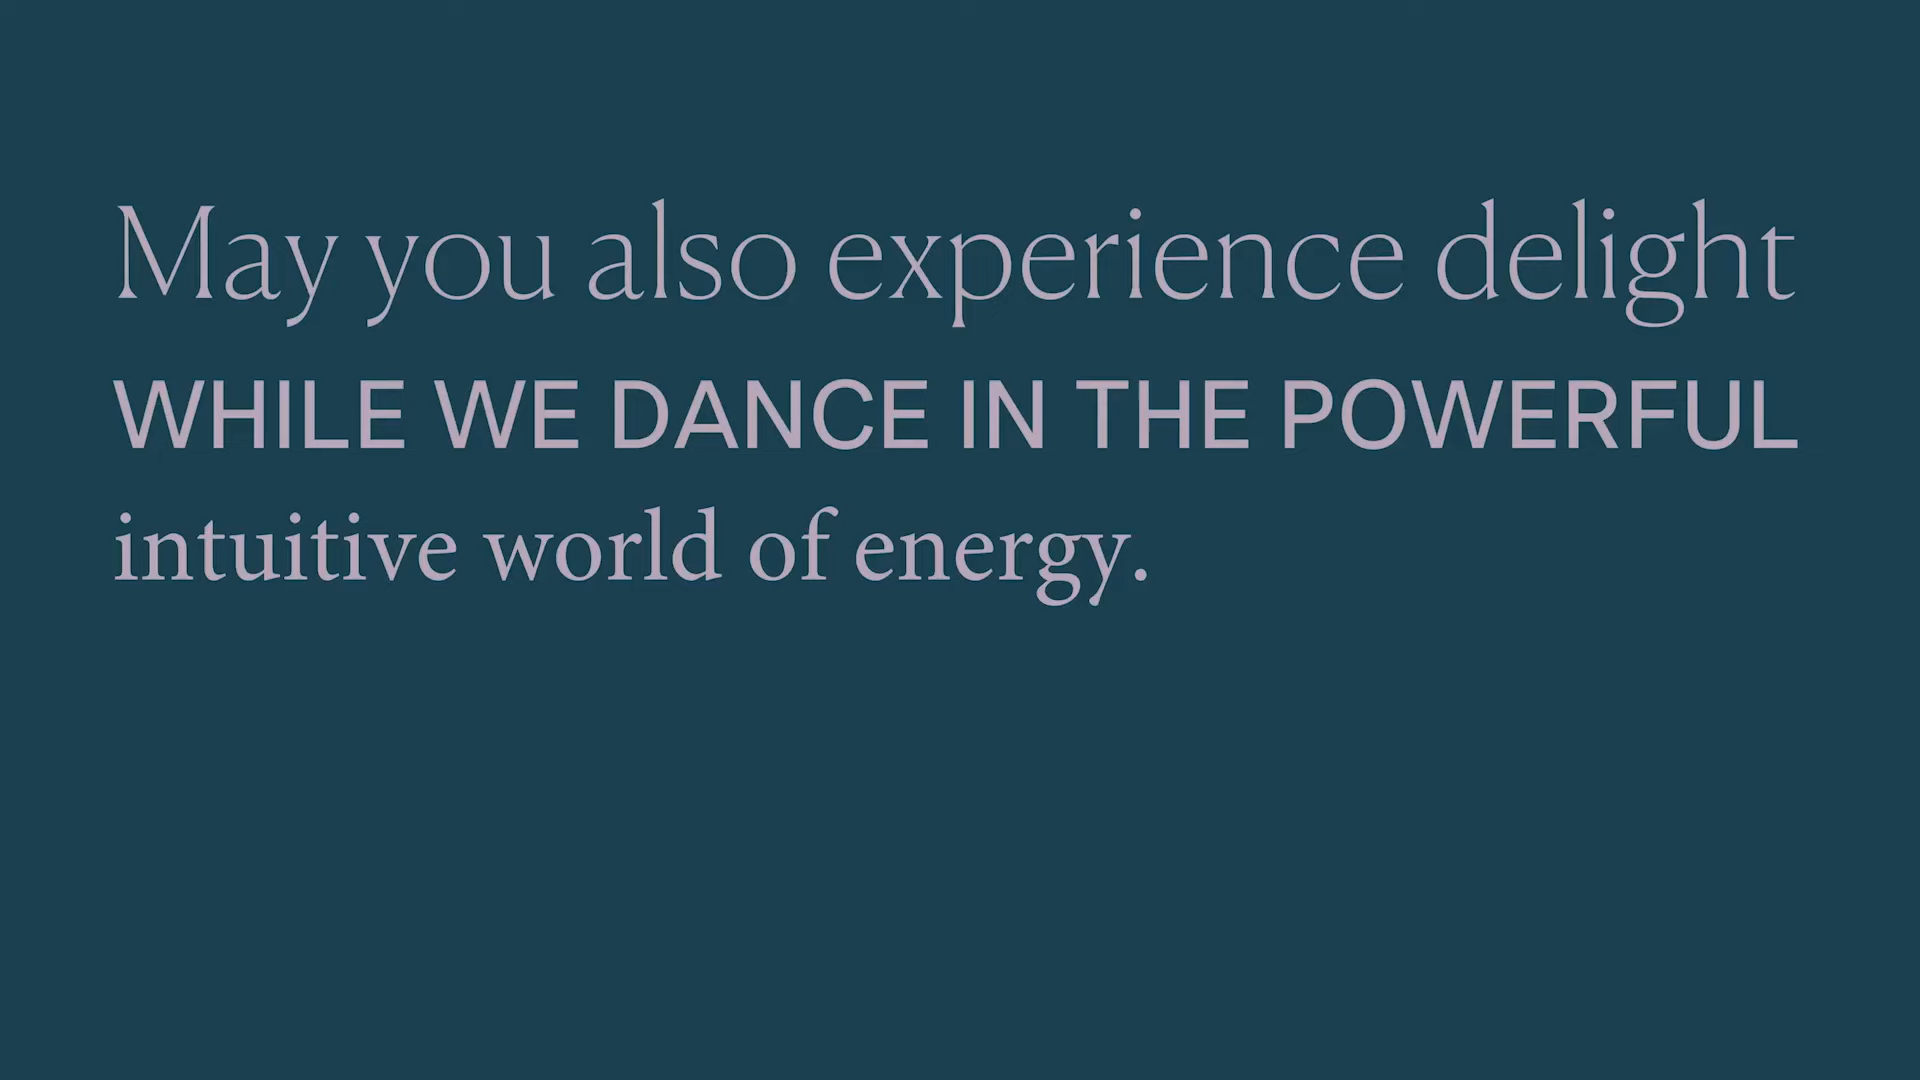 May you also experience delight
WHILE WE DANCE IN THE POWERFUL
intuitive world of energy.